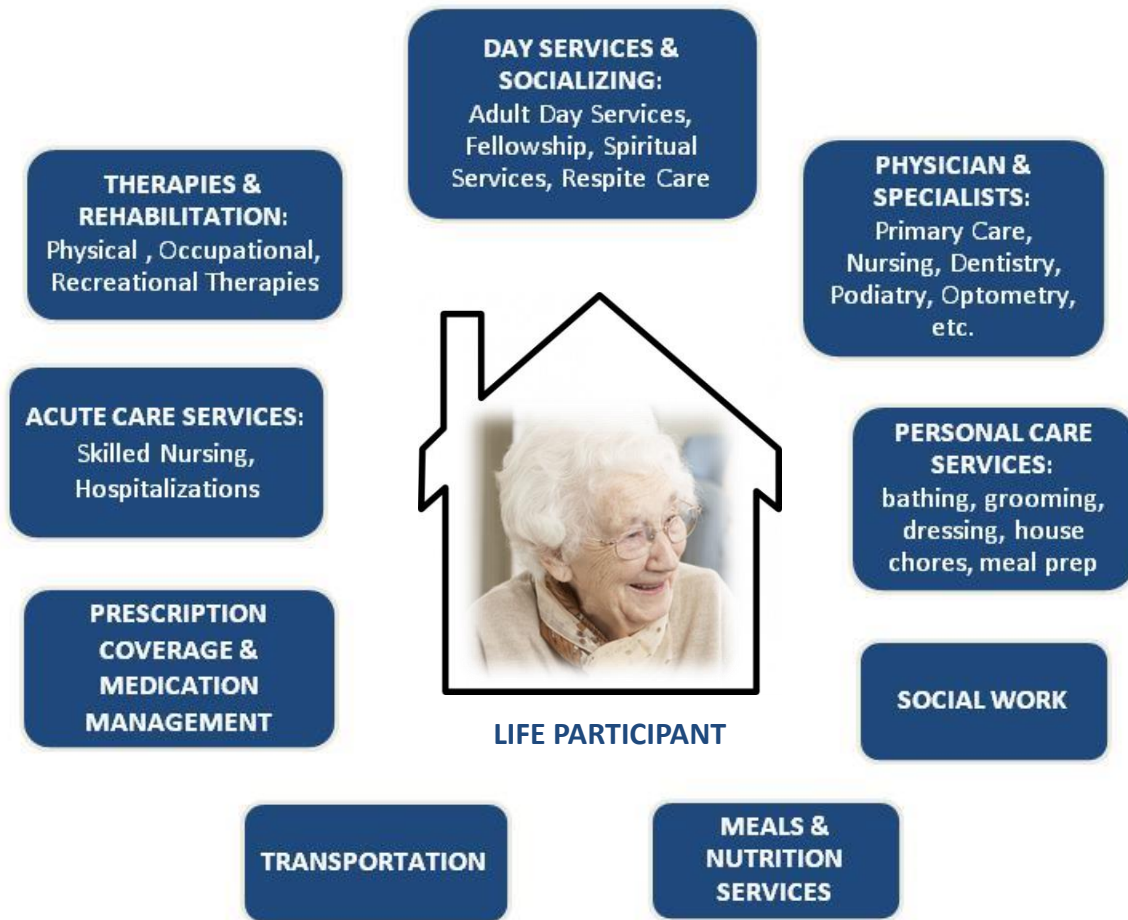 DAY SERVICES &
SOCIALIZING:
Adult Day Services,
Fellowship, Spiritual
Services, Respite Care
THERAPIES &
REHABILITATION:
Physical , Occupational,
Recreational Therapies
PHYSICIAN &
SPECIALISTS:
Primary Care,
Nursing, Dentistry,
Podiatry, Optometry,
etc.
ACUTE CARE SERVICES:
Skilled Nursing,
Hospitalizations
PERSONAL CARE
SERVICES:
bathing, grooming,
dressing, house
chores, meal prep
PRESCRIPTION
COVERAGE &
MEDICATION
MANAGEMENT
SOCIAL WORK
LIFE PARTICIPANT
TRANSPORTATION
MEALS &
NUTRITION
SERVICES